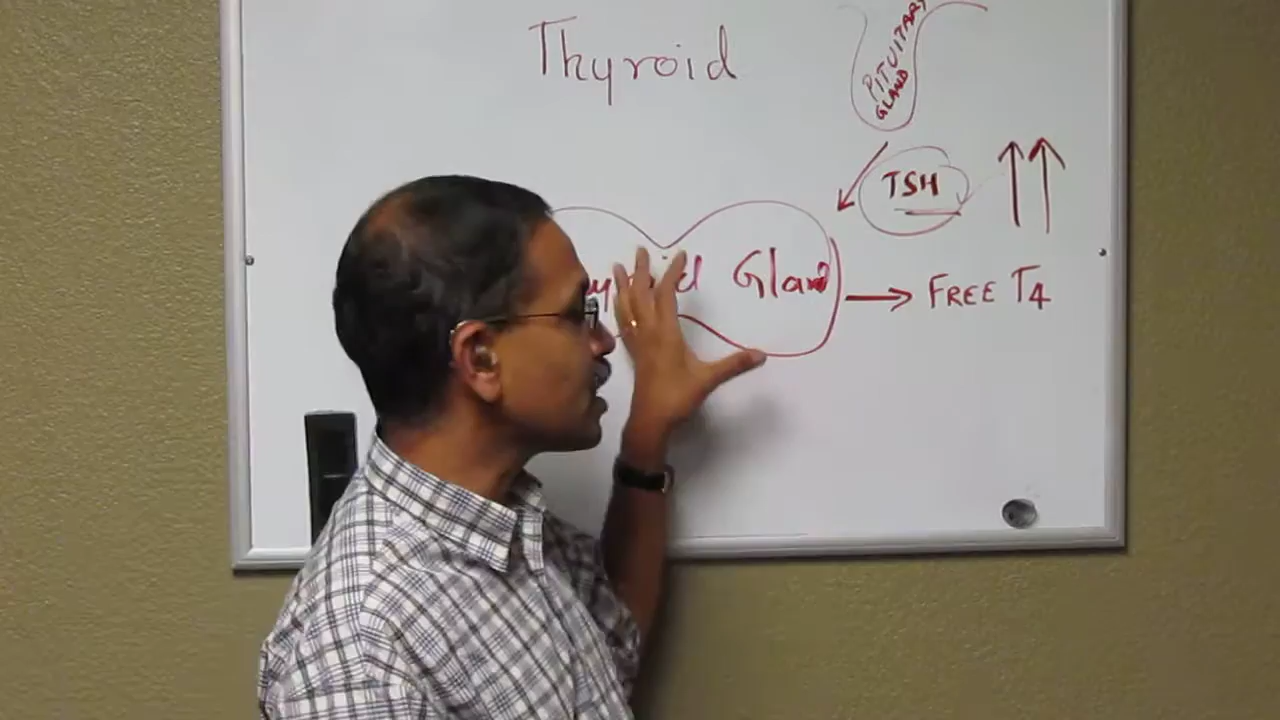 Thyroid
PITUITARY
GLAND
TSH
Gland
FREE T4